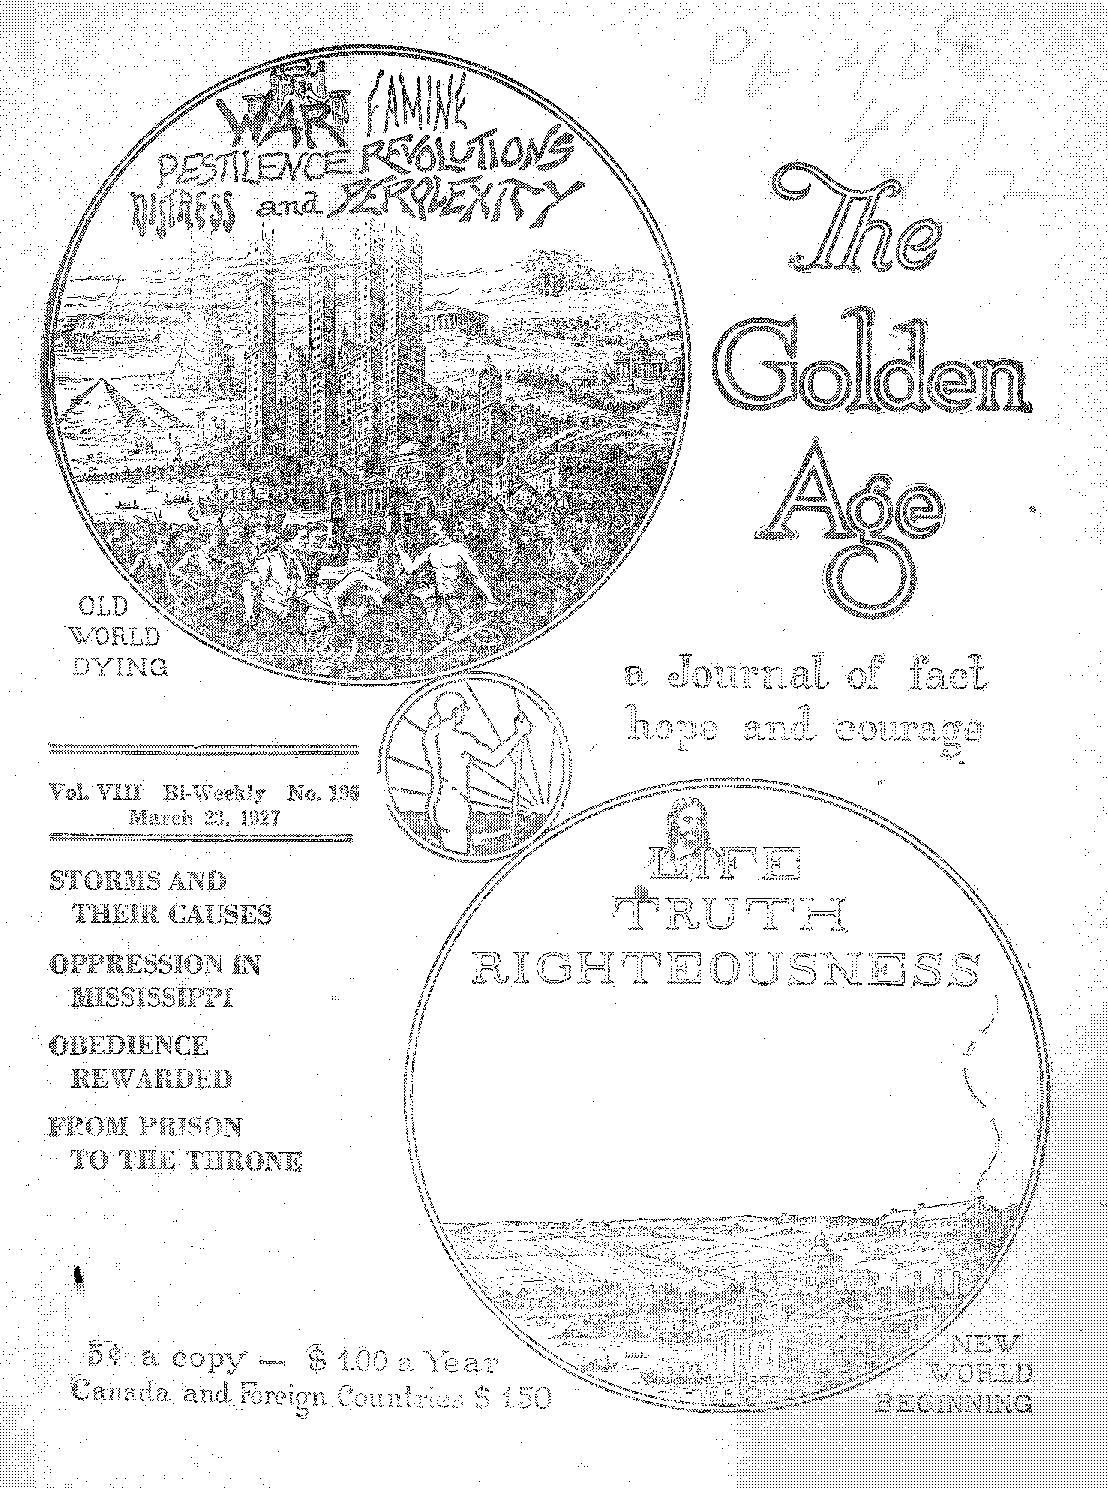 WAR FAMINE
PESTILENCE REVOLUTIONS
DISTRESS and PERPLEXITY
The
Golden
Age
OLD
WORLD
DYING
a Journal of fact
hope and courage
Vol. VIII Bi-Weekly No. 196
March 23, 1927
STORMS AND
THEIR CAUSES
OPPRESSION IN
MISSISSIPPI
OBEDIENCE
REWARDED
FROM PRISON
TO THE THRONE
LIFE
TRUTH
RIGHTEOUSNESS
5¢ a copy — $ 1.00 a Year
Canada and Foreign Countries $ 1.50
NEW
WORLD
BEGINNING